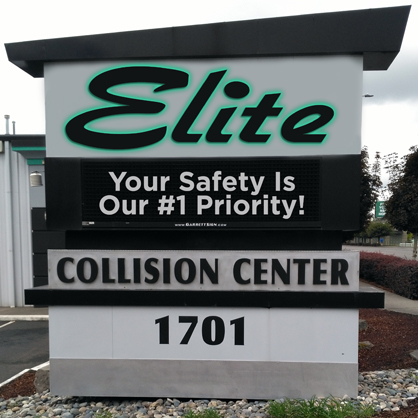 Elite
Your Safety Is
Our #1 Priority!
www.GarrettSign.com
COLLISION CENTER
1701